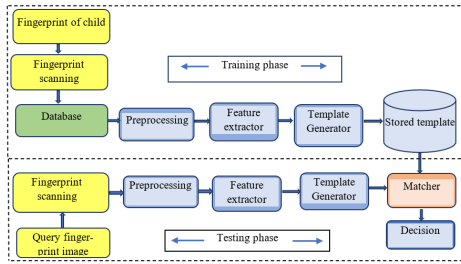 Fingerprint of child
Fingerprint
scanning
Training phase
Database
Preprocessing
Feature
extractor
Template
Generator
Stored template
Fingerprint
scanning
Preprocessing
Feature
extractor
Template
Generator
Matcher
Query finger-
print image
Testing phase
Decision